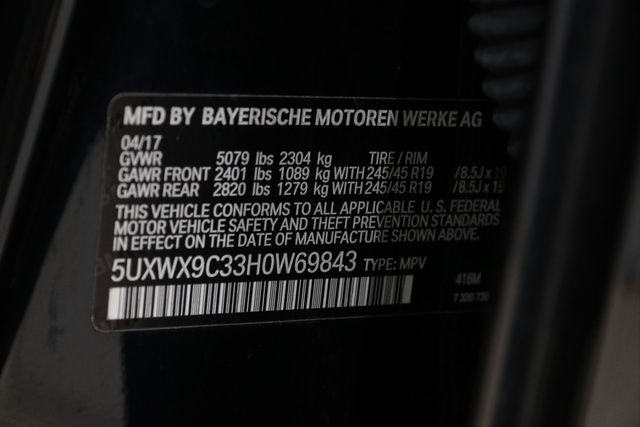 MFD BY BAYERISCHE MOTOREN WERKE AG
04/17
GVWR 5079 lbs 2304 kg TIRE / RIM
GAWR FRONT 2401 lbs 1089 kg WITH 245/45 R19 /8.5J x 19
GAWR REAR 2820 lbs 1279 kg WITH 245/45 R19 /8.5J x 19
THIS VEHICLE CONFORMS TO ALL APPLICABLE U.S. FEDERAL
MOTOR VEHICLE SAFETY AND THEFT PREVENTION STANDARDS
IN EFFECT ON THE DATE OF MANUFACTURE SHOWN ABOVE.
5UXWX9C33H0W69843 TYPE: MPV
416M
7 320 730